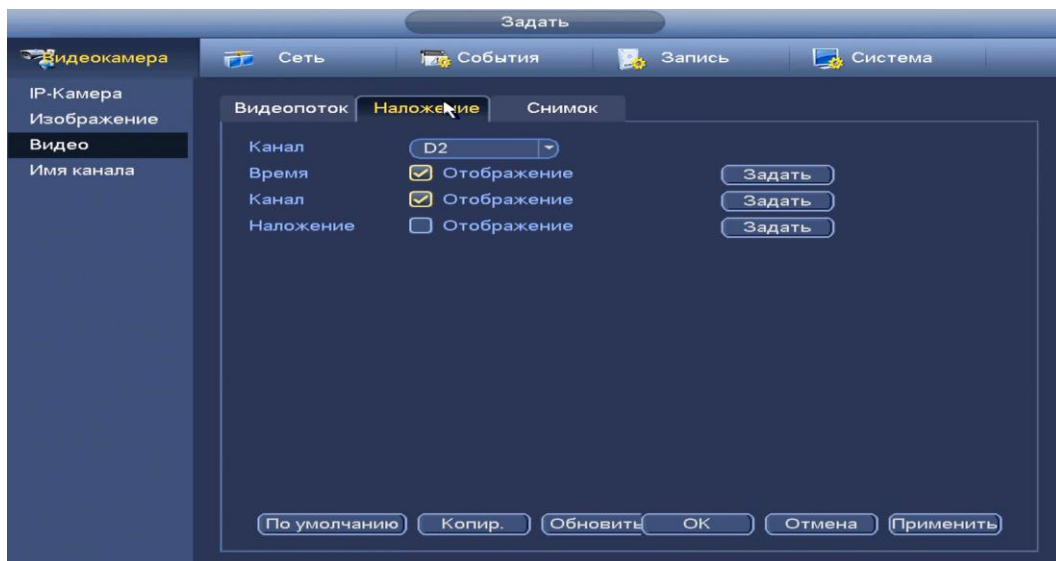 Задать
Видеокамера Сеть События Запись Система
IP-Камера
Изображение
Видео
Имя канала
Видеопоток Наложение Снимок
Канал D2
Время Отображение Задать
Канал Отображение Задать
Наложение Отображение Задать
По умолчанию Копир. Обновить OK Отмена Применить